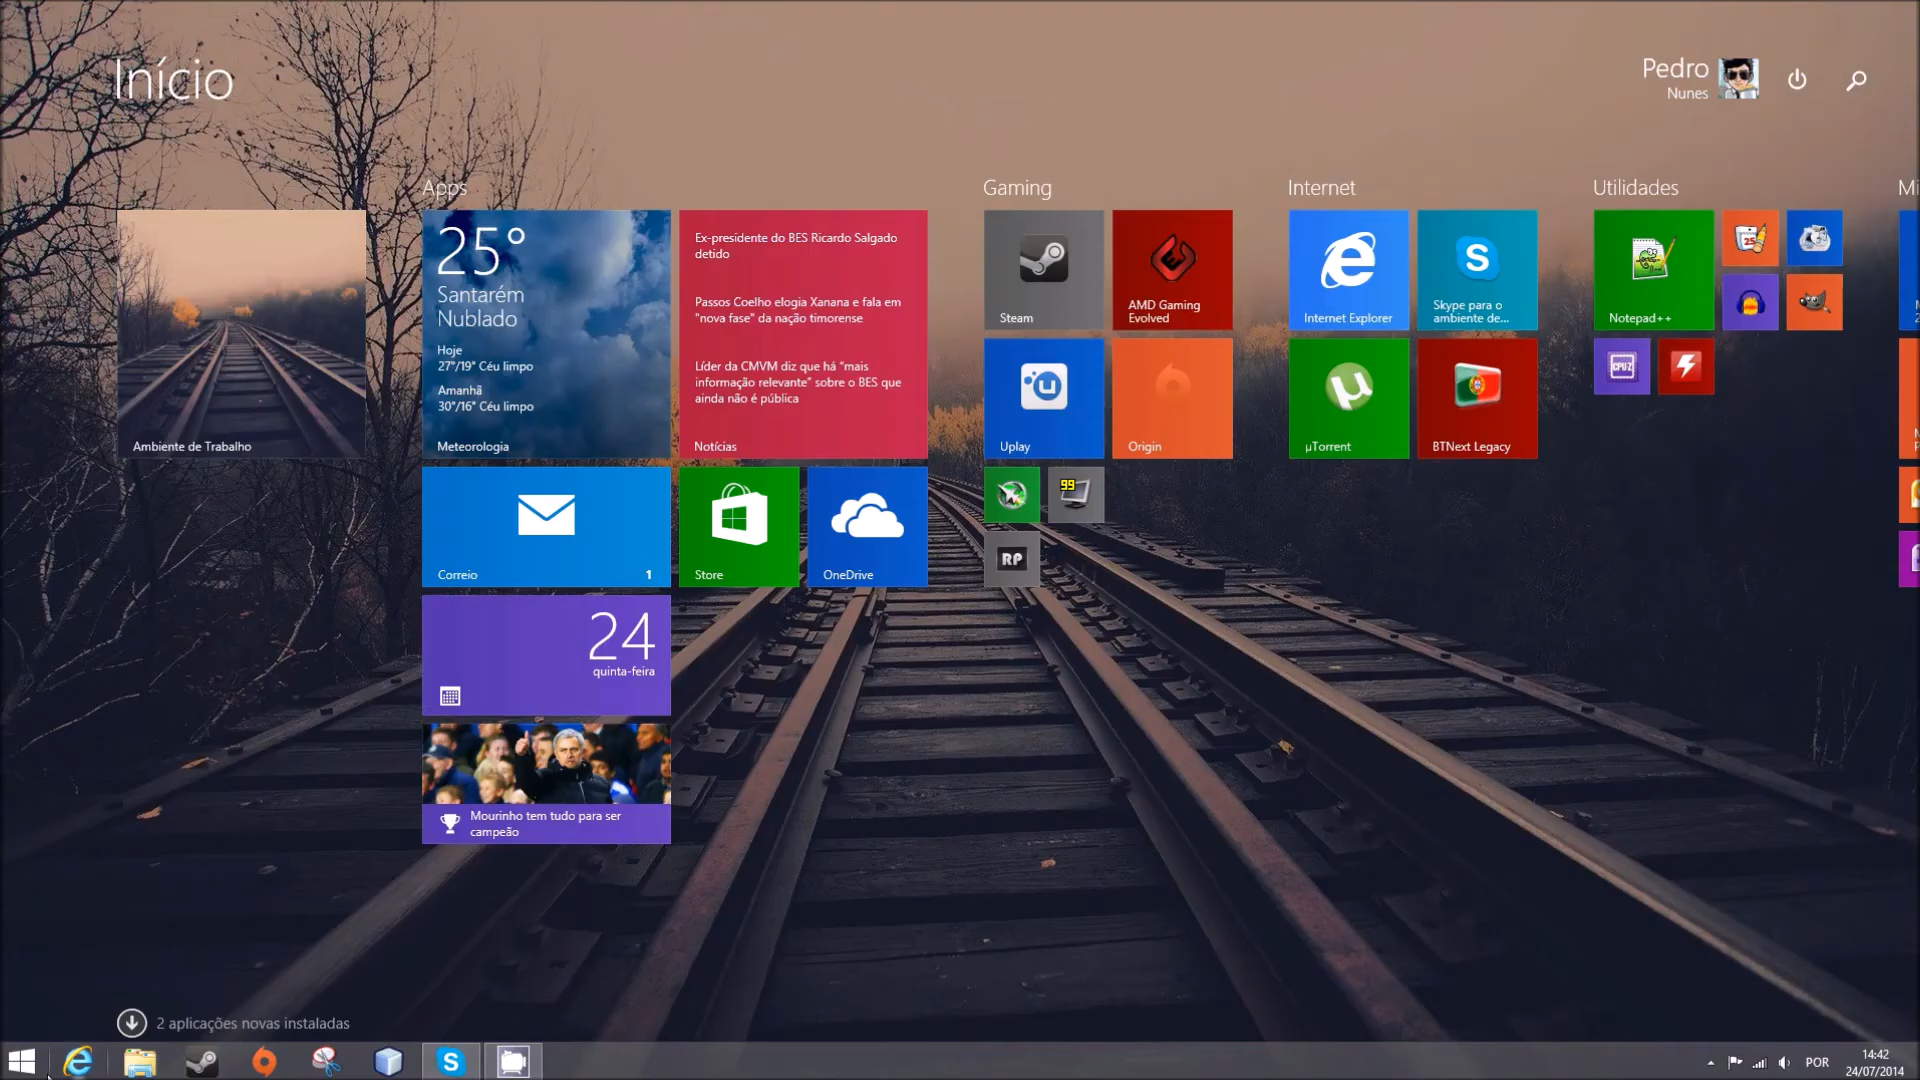 Início
Pedro
Nunes
Apps
Gaming
Internet
Utilidades
Mi
Ambiente de Trabalho
25°
Santarém
Nublado
Hoje
27°/19° Céu limpo
Amanhã
30°/16° Céu limpo
Meteorologia
Ex-presidente do BES Ricardo Salgado
detido
Passos Coelho elogia Xanana e fala em
"nova fase" da nação timorense
Líder da CMVM diz que há "mais
informação relevante" sobre o BES que
ainda não é pública
Notícias
Correio
1
Store
OneDrive
24
quinta-feira
Mourinho tem tudo para ser
campeão
Steam
AMD Gaming
Evolved
Uplay
Origin
99
RP
Internet Explorer
Skype para o
ambiente de...
µTorrent
BTNext Legacy
Notepad++
25
CPUZ
2 aplicações novas instaladas
POR
14:42
24/07/2014